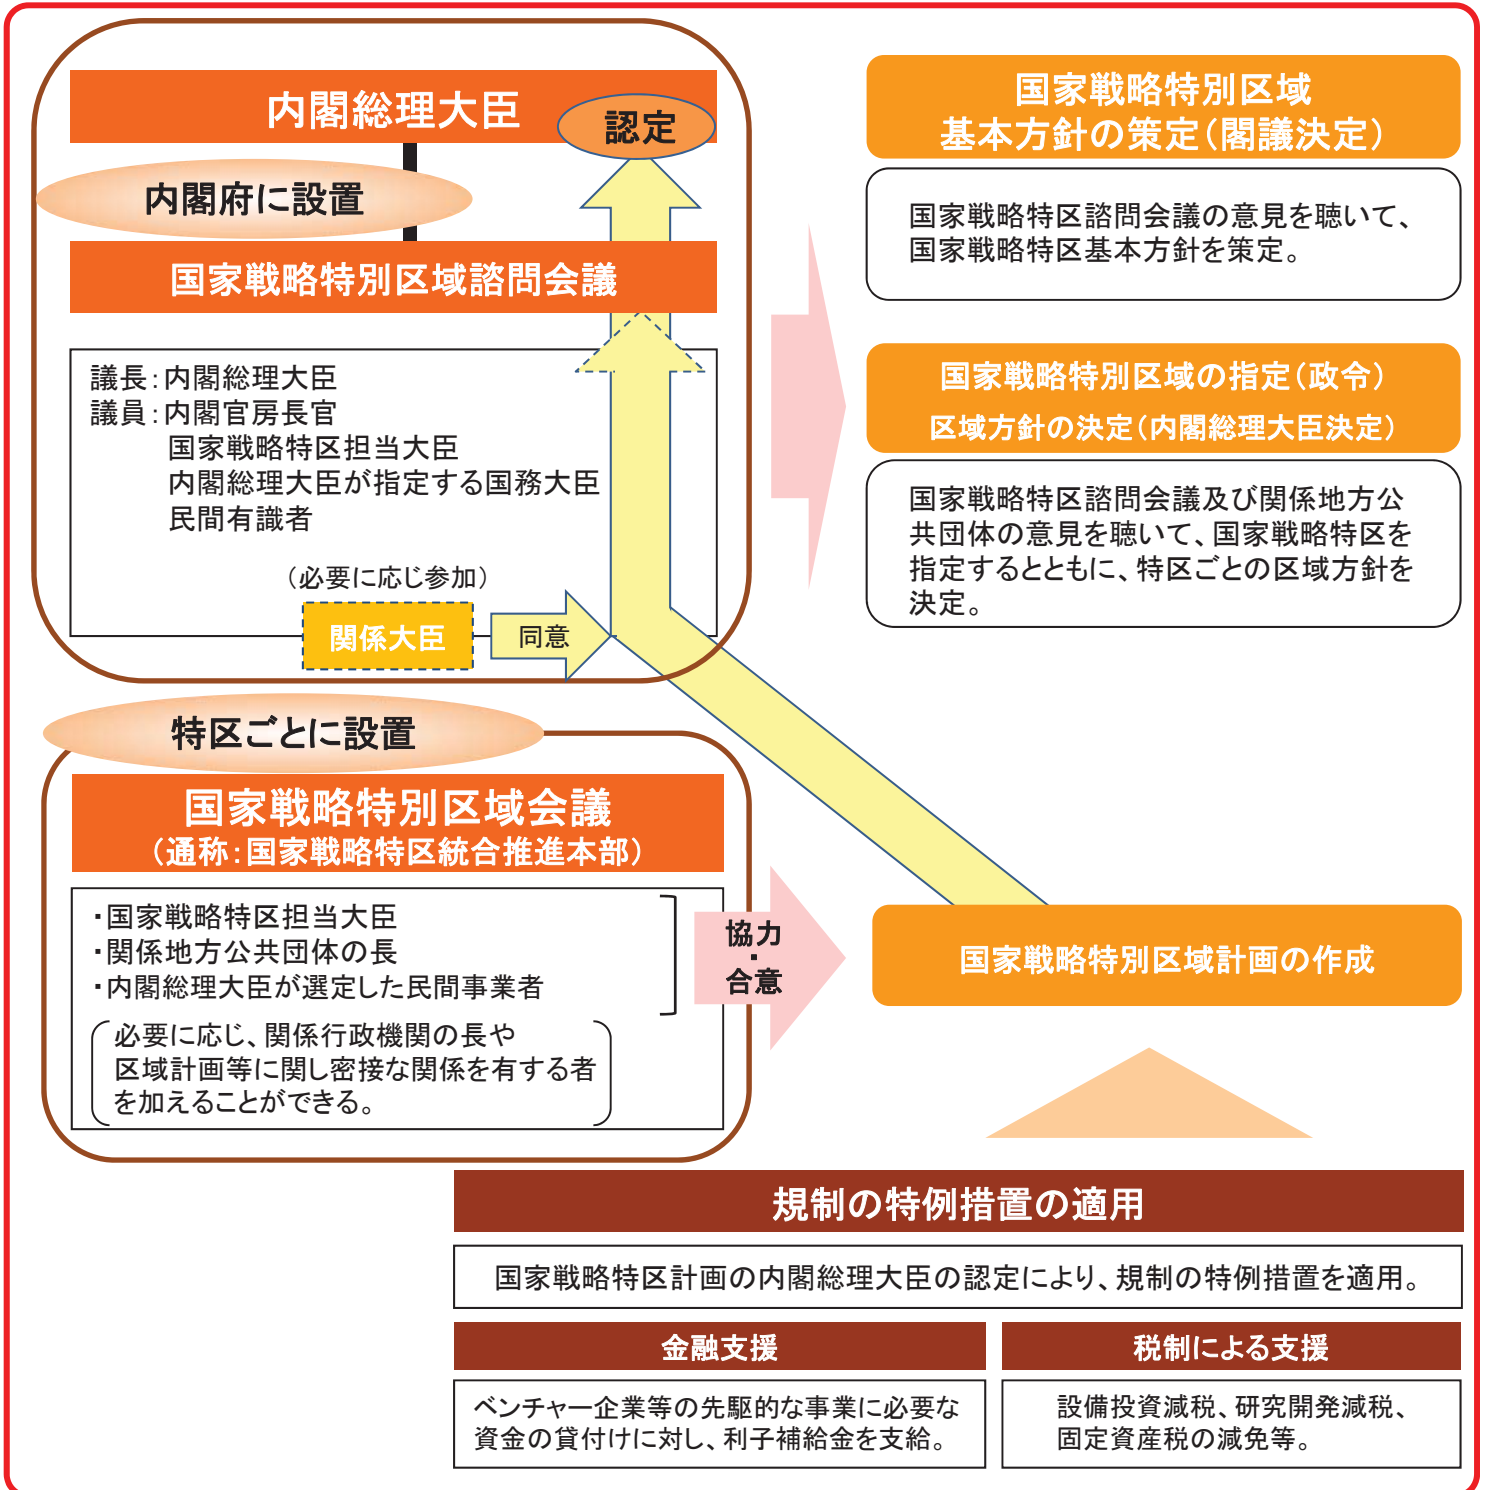 内閣総理大臣
認定
内閣府に設置
国家戦略特別区域諮問会議
議長:内閣総理大臣
議員:内閣官房長官
国家戦略特区担当大臣
内閣総理大臣が指定する国務大臣
民間有識者
(必要に応じ参加)
関係大臣
同意
国家戦略特別区域
基本方針の策定(閣議決定)
国家戦略特区諮問会議の意見を聴いて、
国家戦略特区基本方針を策定。
国家戦略特別区域の指定(政令)
区域方針の決定(内閣総理大臣決定)
国家戦略特区諮問会議及び関係地方公
共団体の意見を聴いて、国家戦略特区を
指定するとともに、特区ごとの区域方針を
決定。
特区ごとに設置
国家戦略特別区域会議
(通称:国家戦略特区統合推進本部)
・国家戦略特区担当大臣
・関係地方公共団体の長
・内閣総理大臣が選定した民間事業者
必要に応じ、関係行政機関の長や
区域計画等に関し密接な関係を有する者
を加えることができる。
協力
・
合意
国家戦略特別区域計画の作成
規制の特例措置の適用
国家戦略特区計画の内閣総理大臣の認定により、規制の特例措置を適用。
金融支援
ベンチャー企業等の先駆的な事業に必要な
資金の貸付けに対し、利子補給金を支給。
税制による支援
設備投資減税、研究開発減税、
固定資産税の減免等。